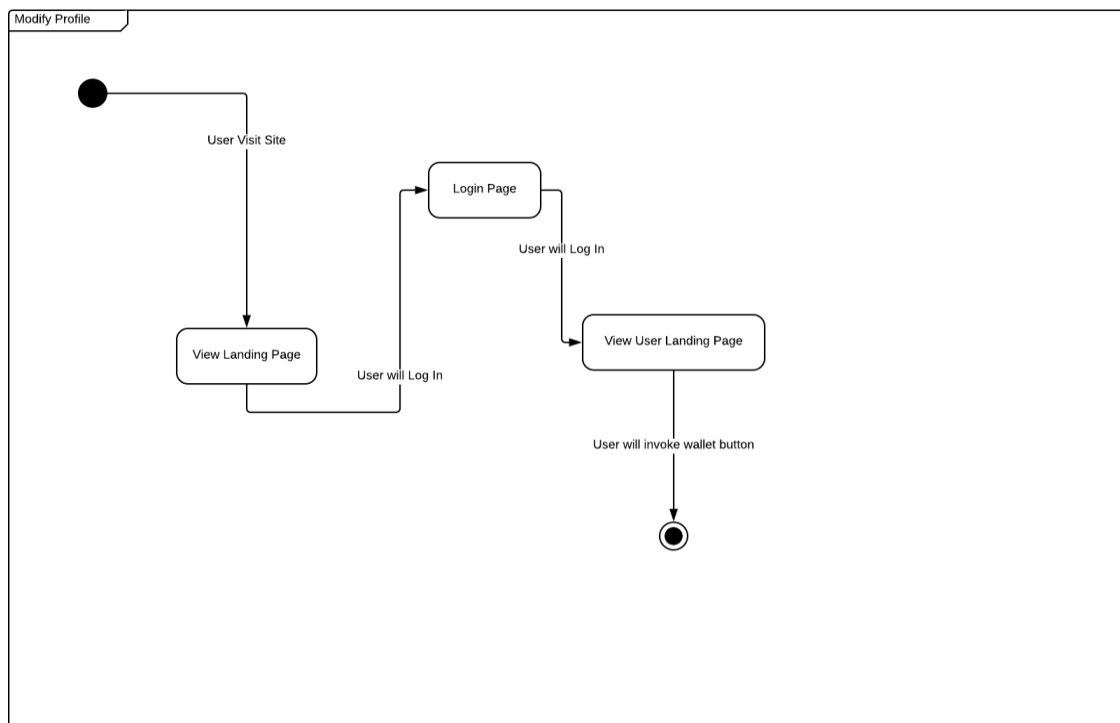 Modify Profile
User Visit Site
Login Page
User will Log In
View User Landing Page
View Landing Page
User will Log In
User will invoke wallet button